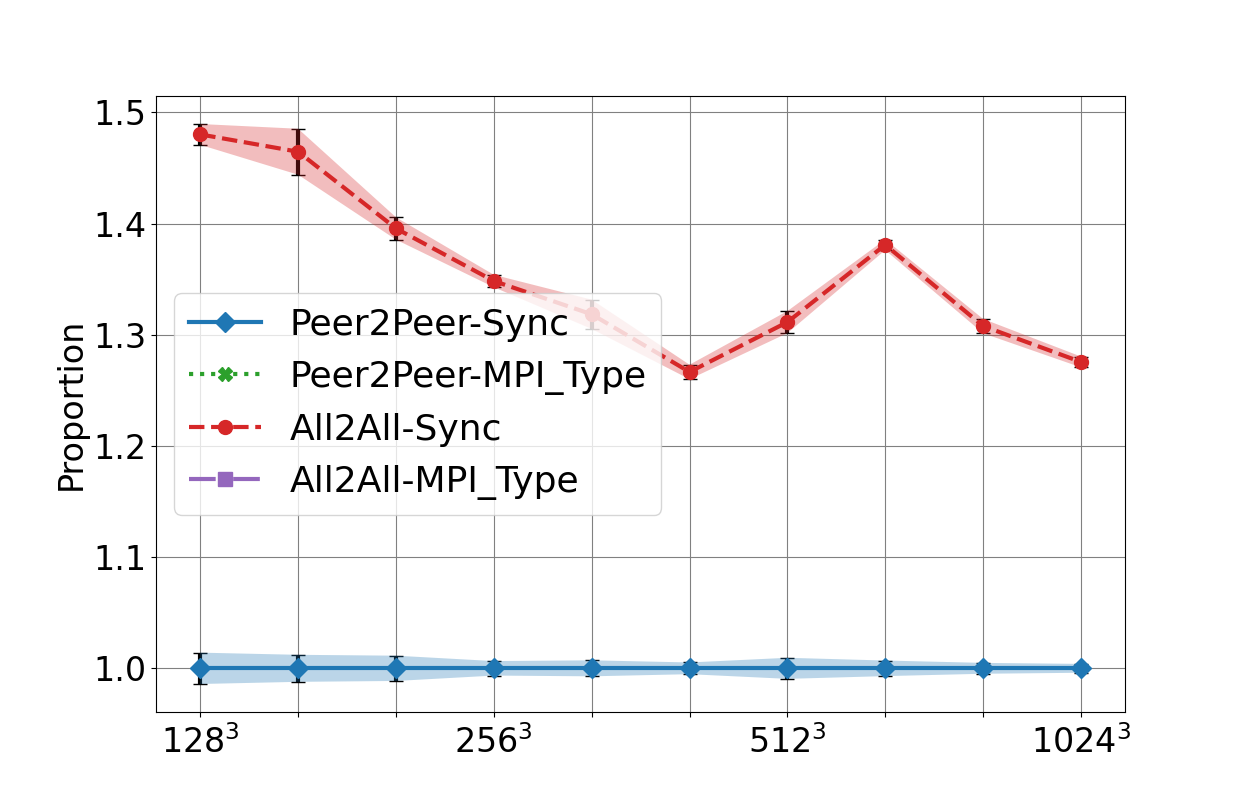 1.5
1.4
1.3
1.2
1.1
1.0
Proportion
Peer2Peer-Sync
Peer2Peer-MPI_Type
All2All-Sync
All2All-MPI_Type
128³ 256³ 512³ 1024³